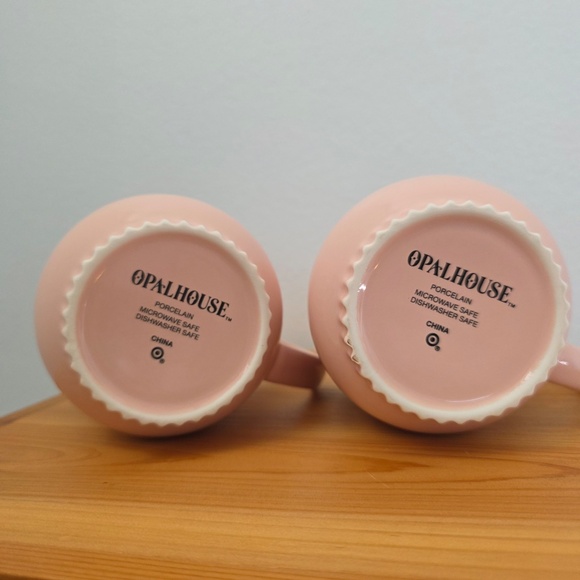 OPALHOUSE™
PORCELAIN
MICROWAVE SAFE
DISHWASHER SAFE
CHINA
®
OPALHOUSE™
PORCELAIN
MICROWAVE SAFE
DISHWASHER SAFE
CHINA
®